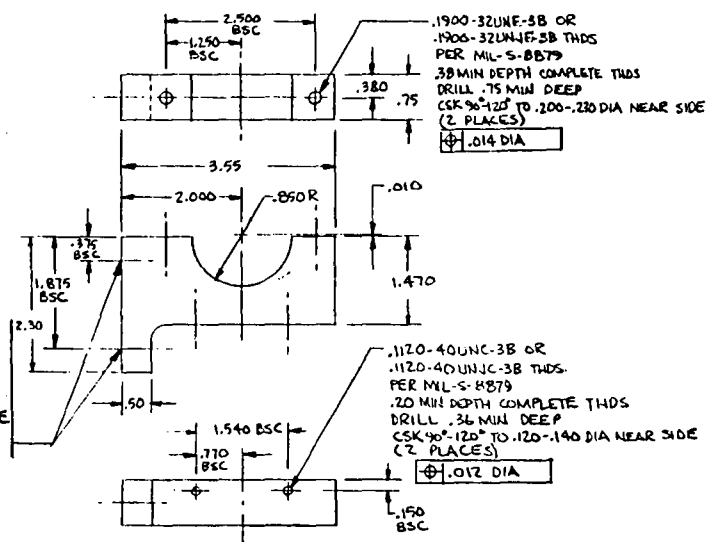 2.500
BSC
1.250
BSC
.380
.75
.1900-32UNF-3B OR
.1900-32UNJF-3B THDS
PER MIL-S-8879
.38 MIN DEPTH COMPLETE THDS
DRILL .75 MIN DEEP
CSK 90°-120° TO .200-.230 DIA NEAR SIDE
(2 PLACES)
⌖ .014 DIA
3.55
2.000
.850R
.010
.375
BSC
1.875
BSC
2.30
1.470
.50
E
.1120-40UNC-3B OR
.1120-40UNJC-3B THDS.
PER MIL-S-8879
.20 MIN DEPTH COMPLETE THDS
DRILL .36 MIN DEEP
CSK 90°-120° TO .120-.140 DIA NEAR SIDE
(2 PLACES)
⌖ .012 DIA
1.540 BSC
.770
BSC
.150
BSC